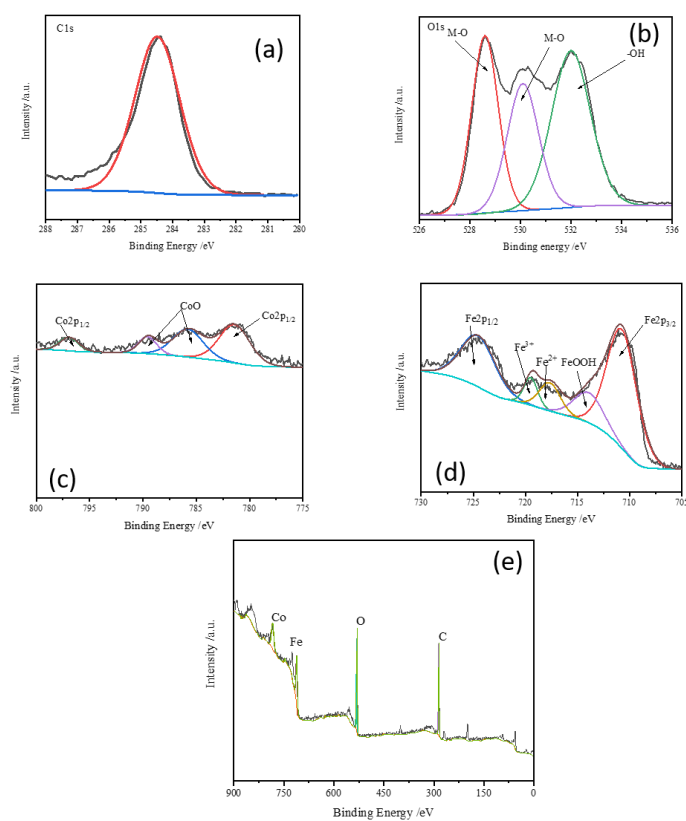 C1s
(a)
Intensity /a.u.
288 287 286 285 284 283 282 281 280
Binding Energy /eV
O1s
M-O
M-O
-OH
(b)
Intensity /a.u.
526 528 530 532 534 536
Binding energy /eV
Co2p1/2
CoO
Co2p1/2
(c)
Intensity /a.u.
800 795 790 785 780 775
Binding Energy /eV
Fe2p1/2
Fe3+
Fe2+
FeOOH
Fe2p3/2
(d)
Intensity /a.u.
730 725 720 715 710 705
Binding Energy /eV
(e)
Co
Fe
O
C
Intensity /a.u.
900 750 600 450 300 150 0
Binding Energy /eV